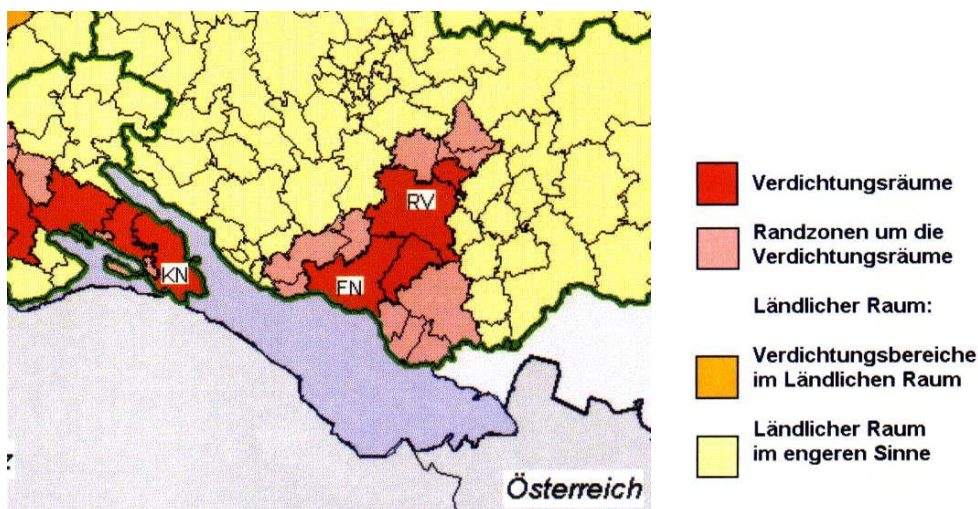 RV
KN
FN
Österreich
Verdichtungsräume
Randzonen um die
Verdichtungsräume
Ländlicher Raum:
Verdichtungsbereiche
im Ländlichen Raum
Ländlicher Raum
im engeren Sinne